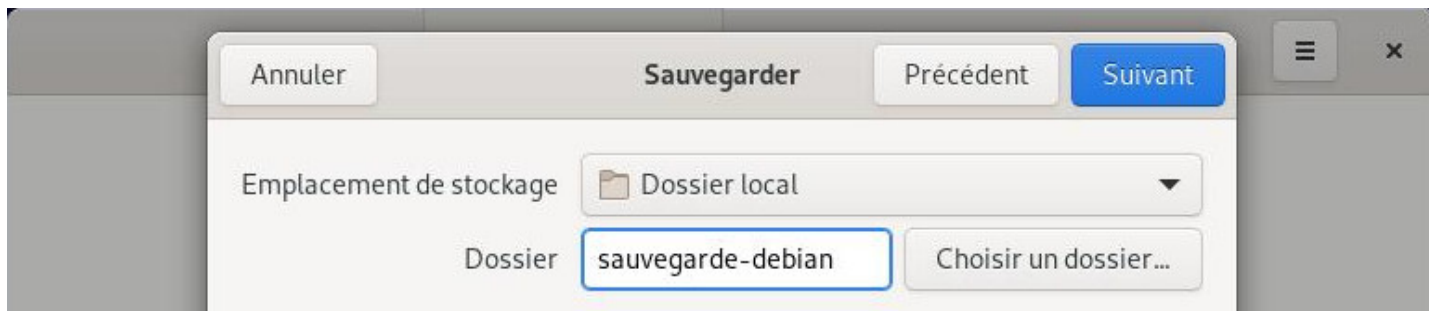 Annuler Sauvegarder Précédent Suivant
Emplacement de stockage Dossier local
Dossier sauvegarde-debian Choisir un dossier...